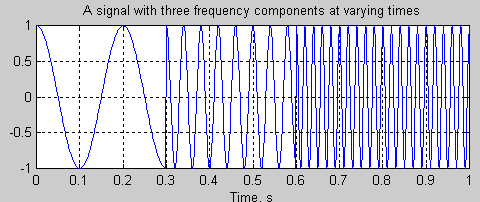 A signal with three frequency components at varying times
1
0.5
0
-0.5
-1
0 0.1 0.2 0.3 0.4 0.5 0.6 0.7 0.8 0.9 1
Time, s